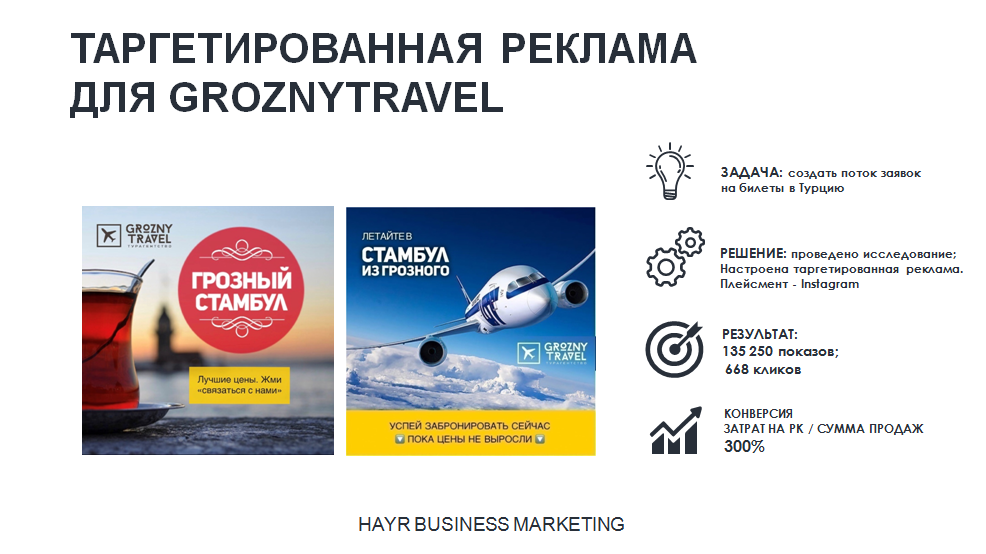 ТАРГЕТИРОВАННАЯ РЕКЛАМА
ДЛЯ GROZNYTRAVEL
GROZNY
TRAVEL
ТУРАГЕНТСТВО
ГРОЗНЫЙ
СТАМБУЛ
Лучшие цены. Жми
«связаться с нами»
ЛЕТАЙТЕ В
СТАМБУЛ
ИЗ ГРОЗНОГО
GROZNY
TRAVEL
ТУРАГЕНТСТВО
УСПЕЙ ЗАБРОНИРОВАТЬ СЕЙЧАС
ПОКА ЦЕНЫ НЕ ВЫРОСЛИ
ЗАДАЧА: создать поток заявок
на билеты в Турцию
РЕШЕНИЕ: проведено исследование;
Настроена таргетированная реклама.
Плейсмент - Instagram
РЕЗУЛЬТАТ:
135 250 показов;
668 кликов
КОНВЕРСИЯ
ЗАТРАТ НА РК / СУММА ПРОДАЖ
300%
HAYR BUSINESS MARKETING